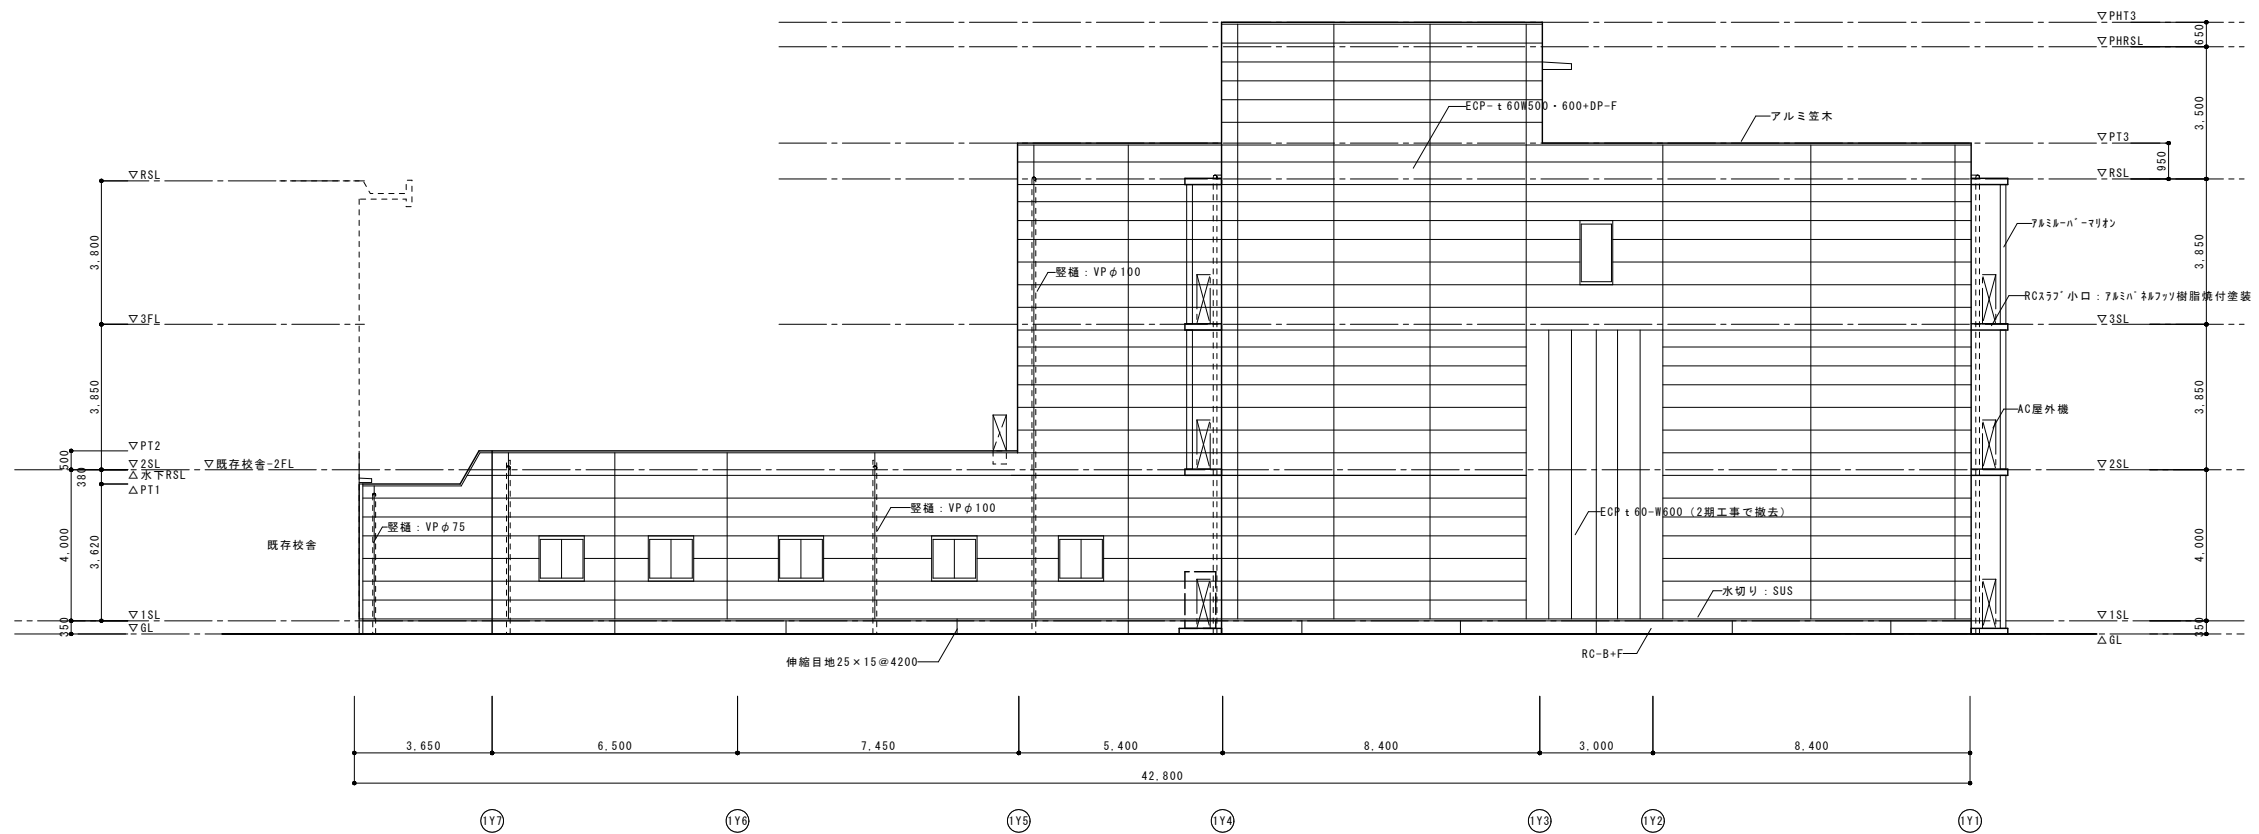 ▽PHT3
650
▽PHRSL
3,500
ECP-t60W500・600+DP-F
アルミ笠木
▽PT3
950
▽RSL
▽RSL
3,800
アルミルーバーマリオン
3,850
竪樋：VPφ100
RCスラブ小口：アルミパネルフッソ樹脂焼付塗装
▽3FL
▽3SL
3,850
3,850
AC屋外機
▽PT2
500
▽2SL
▽既存校舎-2FL
▽2SL
380
△水下RSL
△PT1
竪樋：VPφ75
竪樋：VPφ100
ECP t60-W600（2期工事で撤去）
既存校舎
4,000
3,620
4,000
水切り：SUS
▽1SL
▽1SL
350
▽GL
350
△GL
伸縮目地25×15@4200
RC-B+F
3,650
6,500
7,450
5,400
8,400
3,000
8,400
42,800
1Y7
1Y6
1Y5
1Y4
1Y3
1Y2
1Y1